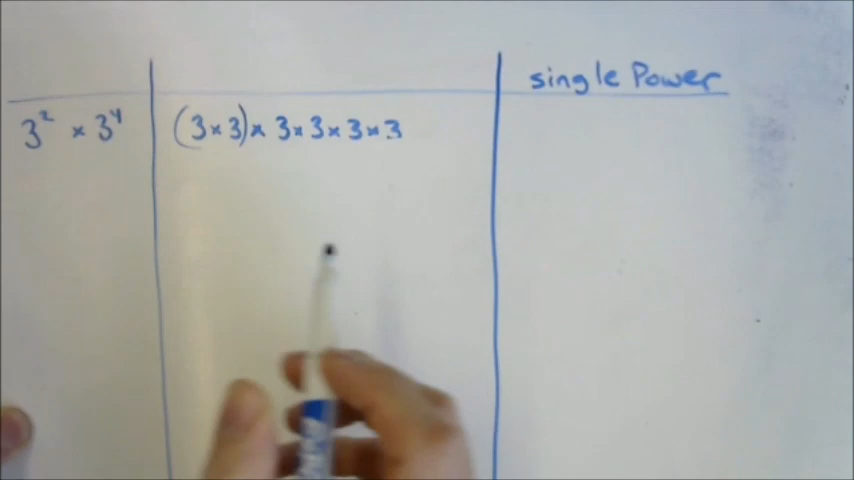 single Power
3² × 3⁴ (3 × 3) × 3 × 3 × 3 × 3